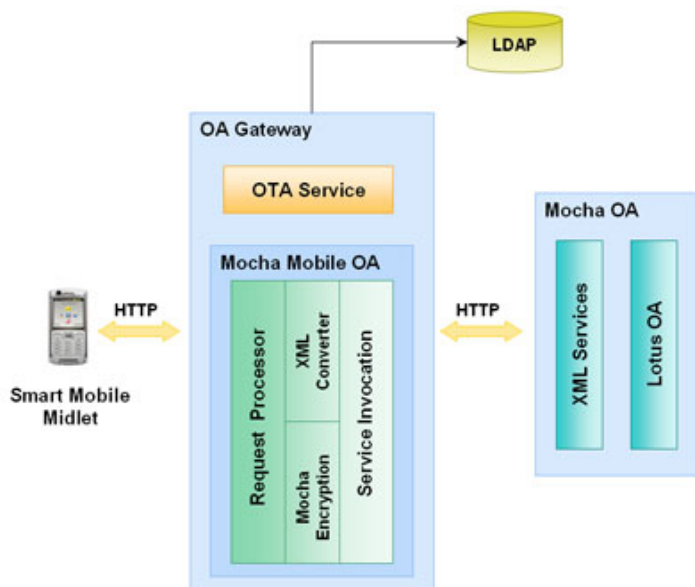 LDAP
OA Gateway
OTA Service
Mocha OA
Mocha Mobile OA
HTTP
HTTP
Request Processor
XML
Converter
Mocha
Encryption
Service Invocation
XML Services
Lotus OA
Smart Mobile
Midlet